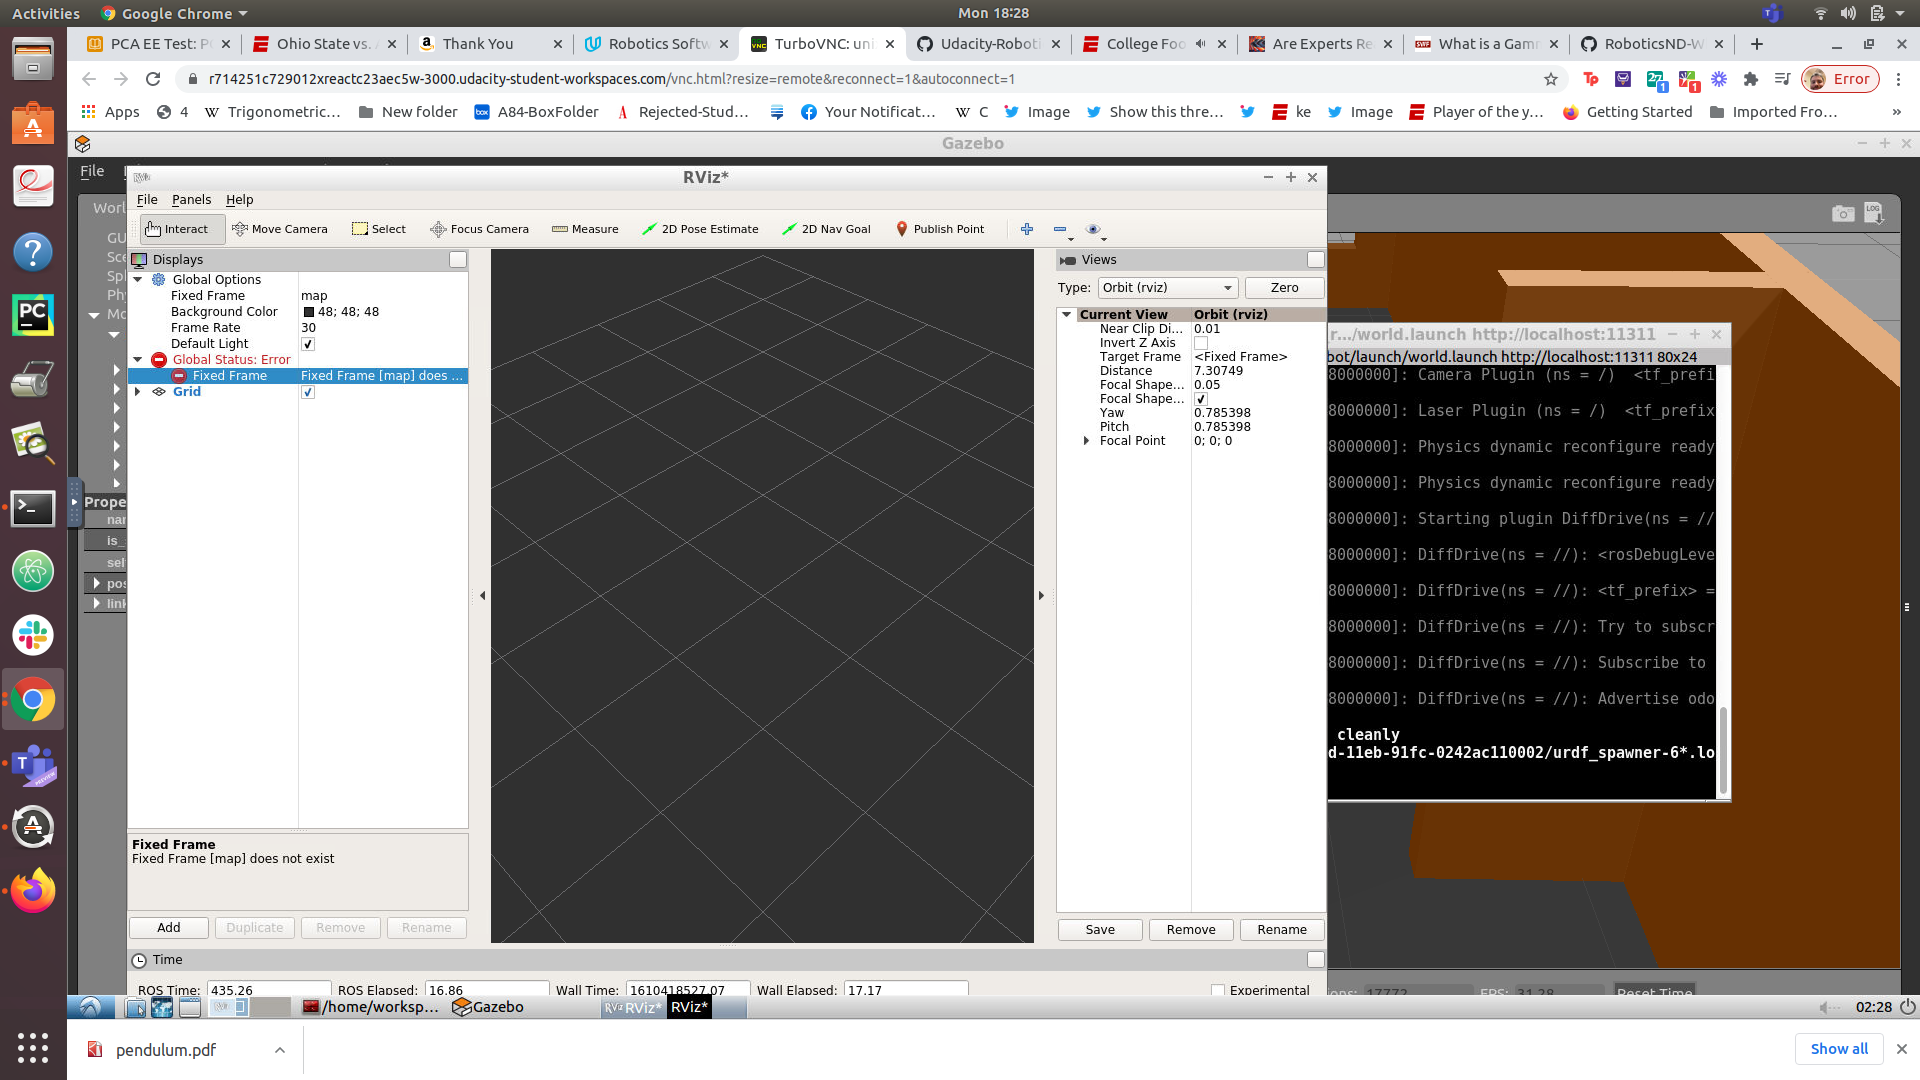 Activities
Google Chrome
Mon 18:28
PCA EE Test: P
Ohio State vs.
Thank You
Robotics Softw
TurboVNC: uni
Udacity-Roboti
College Foo
Are Experts Re
What is a Gam
RoboticsND-W
r714251c729012xreactc23aec5w-3000.udacity-student-workspaces.com/vnc.html?resize=remote&reconnect=1&autoconnect=1
Error
Apps
4
Trigonometric...
New folder
A84-BoxFolder
Rejected-Stud...
Your Notificat...
C
Image
Show this thre...
ke
Image
Player of the y...
Getting Started
Imported Fro...
»
Gazebo
File
RViz*
File Panels Help
Interact
Move Camera
Select
Focus Camera
Measure
2D Pose Estimate
2D Nav Goal
Publish Point
Displays
Global Options
Fixed Frame map
Background Color 48; 48; 48
Frame Rate 30
Default Light
Global Status: Error
Fixed Frame Fixed Frame [map] does ...
Grid
Fixed Frame
Fixed Frame [map] does not exist
Add Duplicate Remove Rename
Views
Type: Orbit (rviz) Zero
Current View Orbit (rviz)
Near Clip Di... 0.01
Invert Z Axis
Target Frame <Fixed Frame>
Distance 7.30749
Focal Shape... 0.05
Focal Shape...
Yaw 0.785398
Pitch 0.785398
Focal Point 0; 0; 0
Save Remove Rename
Time
ROS Time: 435.26 ROS Elapsed: 16.86 Wall Time: 1610418527.07 Wall Elapsed: 17.17 Experimental
Worl
GU
Sce
Sph
Phy
Mo
Prope
nar
is_
sel
pos
link
r.../world.launch http://localhost:11311
bot/launch/world.launch http://localhost:11311 80x24
8000000]: Camera Plugin (ns = /) <tf_prefi
8000000]: Laser Plugin (ns = /) <tf_prefix
8000000]: Physics dynamic reconfigure ready
8000000]: Physics dynamic reconfigure ready
8000000]: Starting plugin DiffDrive(ns = //
8000000]: DiffDrive(ns = //): <rosDebugLeve
8000000]: DiffDrive(ns = //): <tf_prefix> =
8000000]: DiffDrive(ns = //): Try to subscr
8000000]: DiffDrive(ns = //): Subscribe to
8000000]: DiffDrive(ns = //): Advertise odo
cleanly
d-11eb-91fc-0242ac110002/urdf_spawner-6*.lo
ons: 17772 FPS: 31.28 Reset Time
/home/worksp...
Gazebo
RViz*
RViz*
02:28
pendulum.pdf
Show all